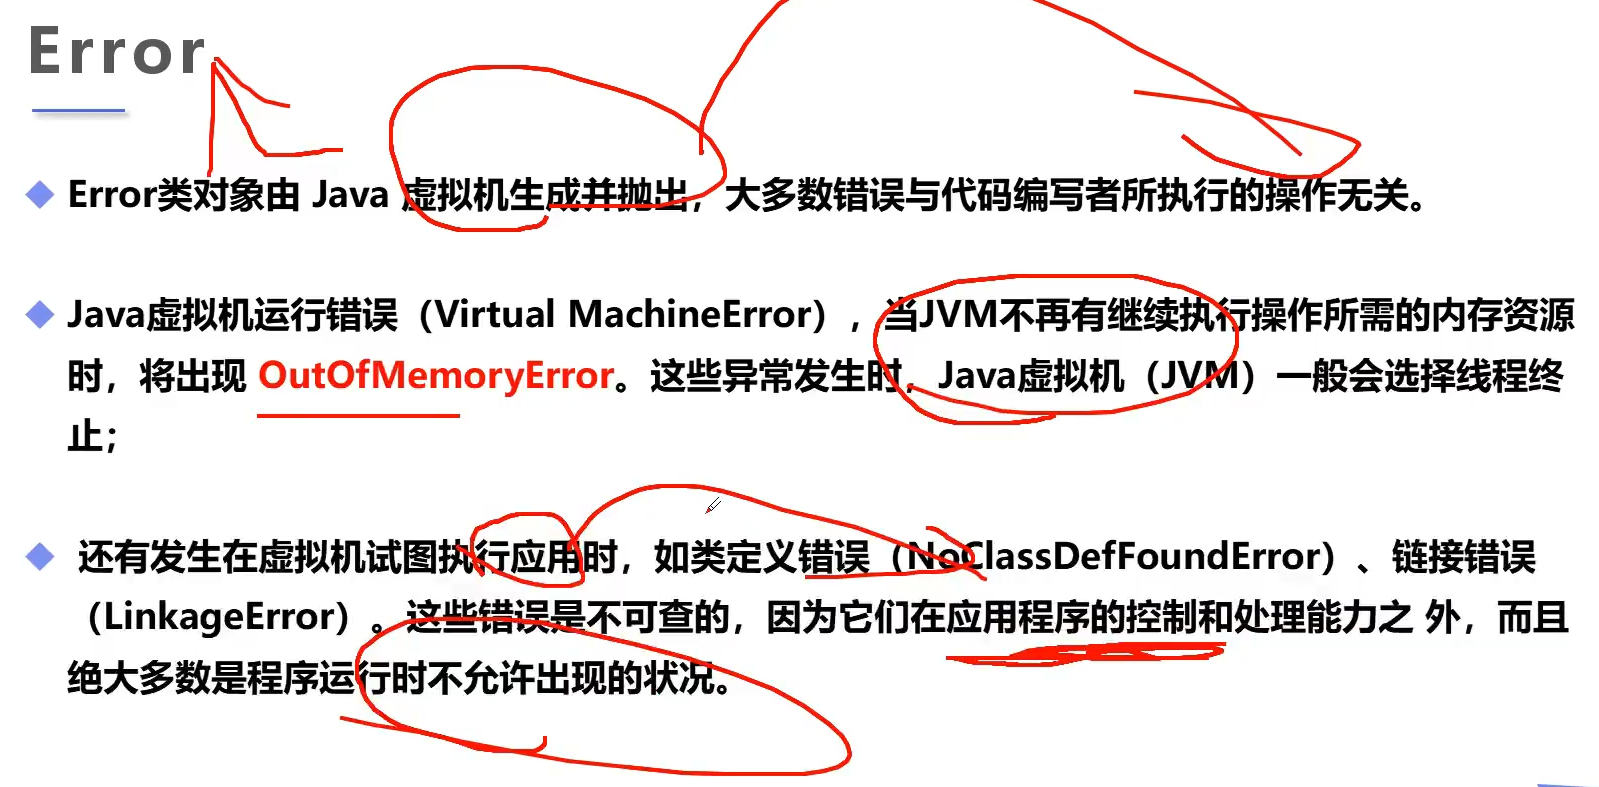 Error
Error类对象由 Java 虚拟机生成并抛出，大多数错误与代码编写者所执行的操作无关。
Java虚拟机运行错误（Virtual MachineError），当JVM不再有继续执行操作所需的内存资源
时，将出现 OutOfMemoryError。这些异常发生时，Java虚拟机（JVM）一般会选择线程终
止；
还有发生在虚拟机试图执行应用时，如类定义错误（NoClassDefFoundError）、链接错误
（LinkageError）。这些错误是不可查的，因为它们在应用程序的控制和处理能力之 外，而且
绝大多数是程序运行时不允许出现的状况。